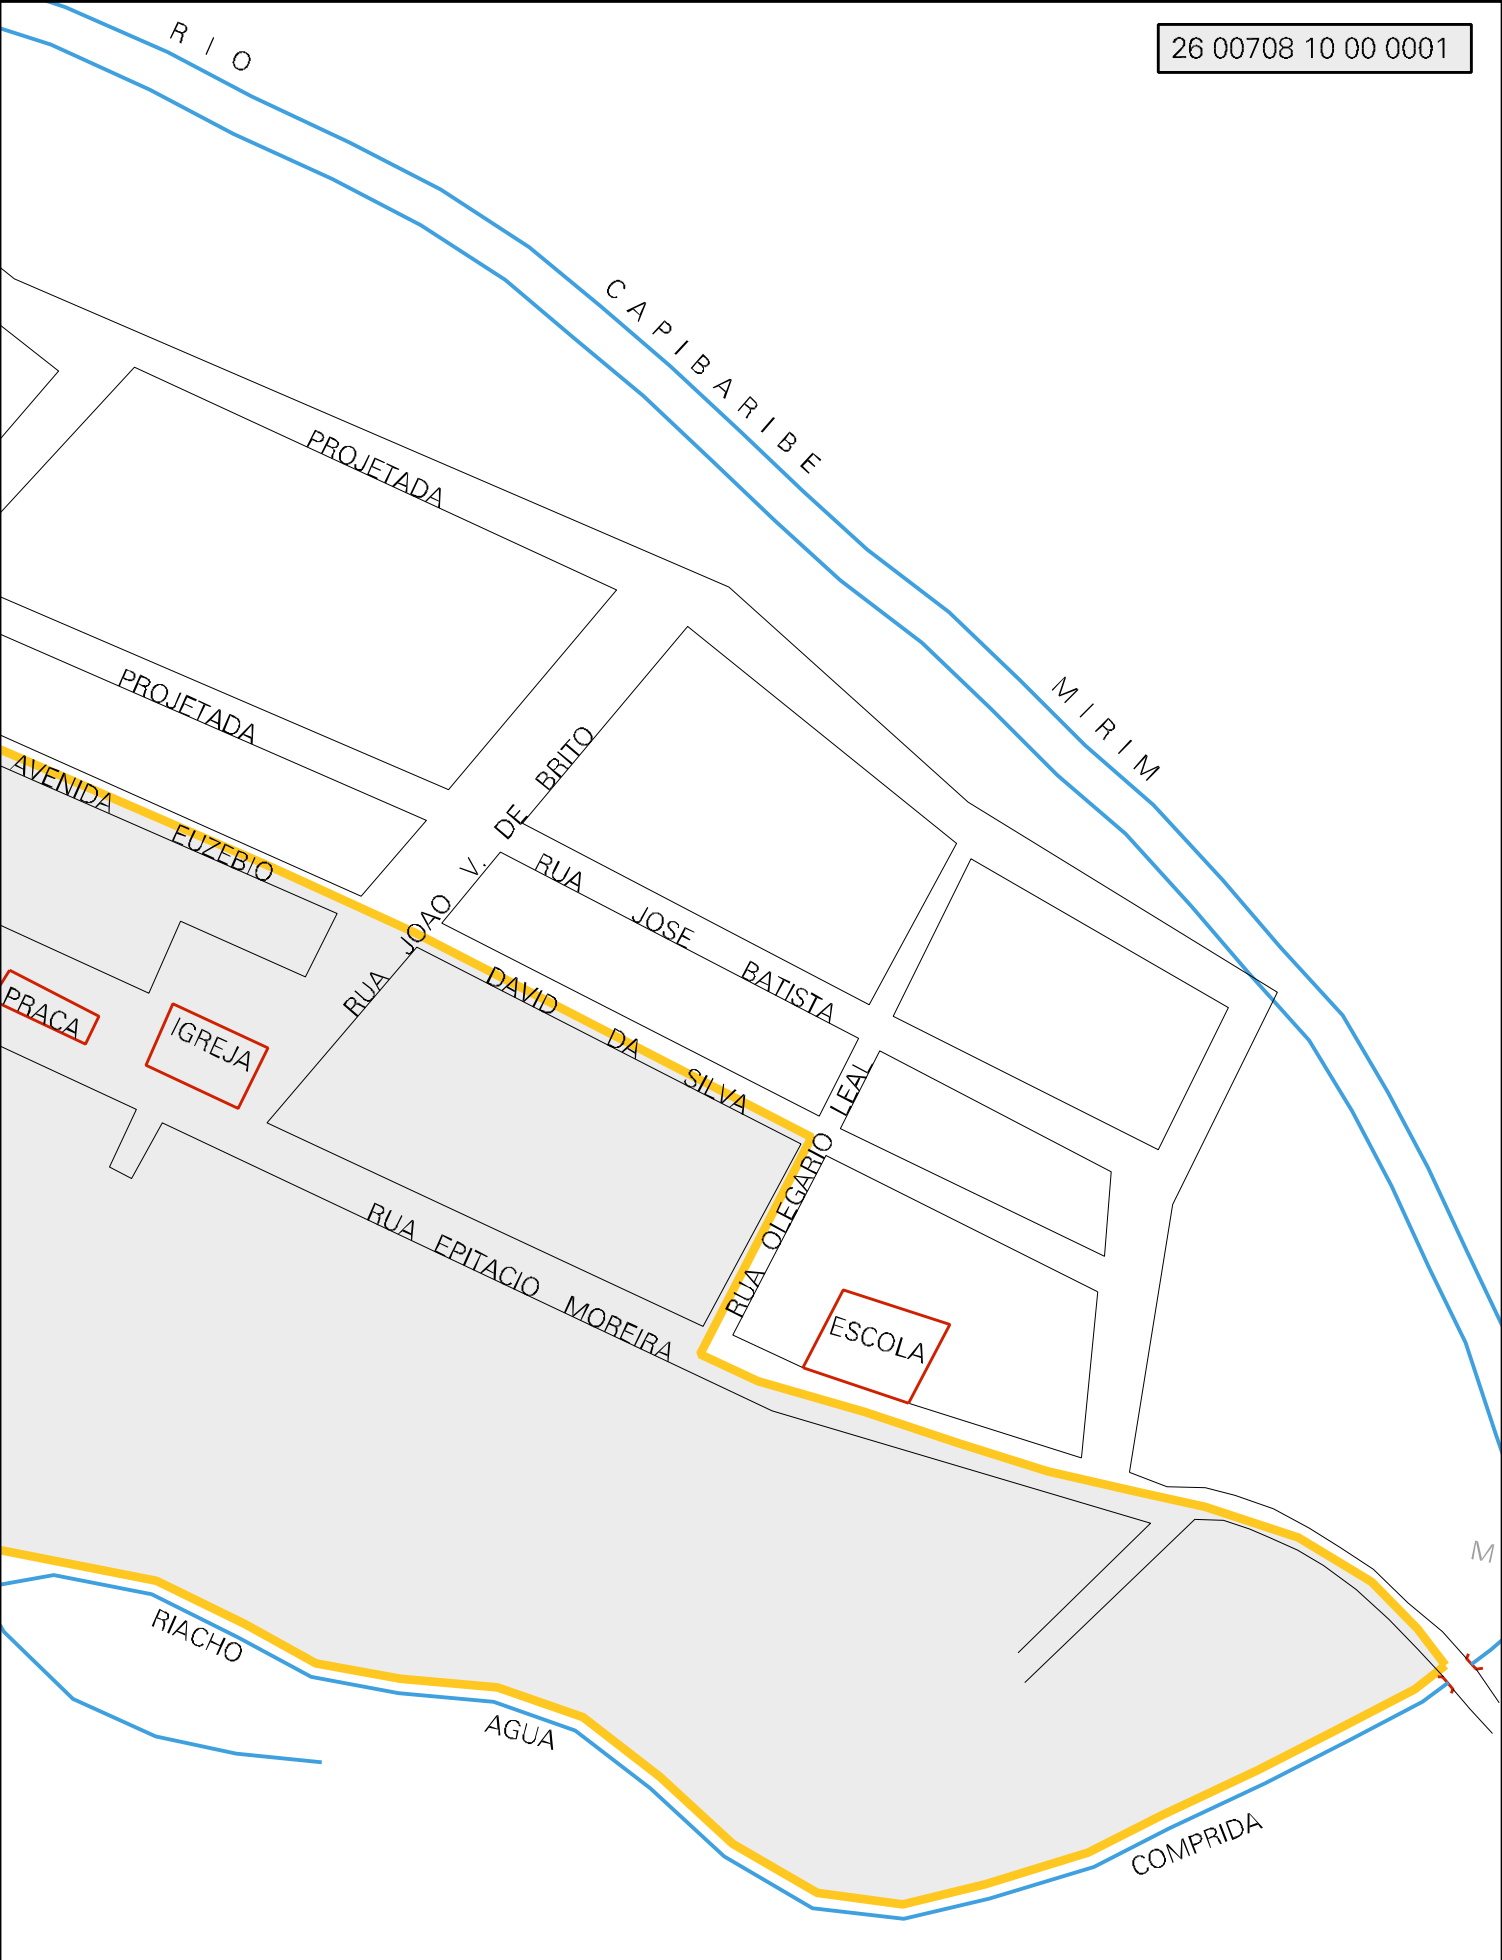 RIO
26 00708 10 00 0001
CAPIBARIBE
MIRIM
PROJETADA
PROJETADA
AVENIDA EUZEBIO DAVID DA SILVA
RUA JOAO V. DE BRITO
RUA JOSE BATISTA
PRACA
IGREJA
RUA OLEGARIO LEAL
RUA EPITACIO MOREIRA
ESCOLA
M
RIACHO AGUA COMPRIDA